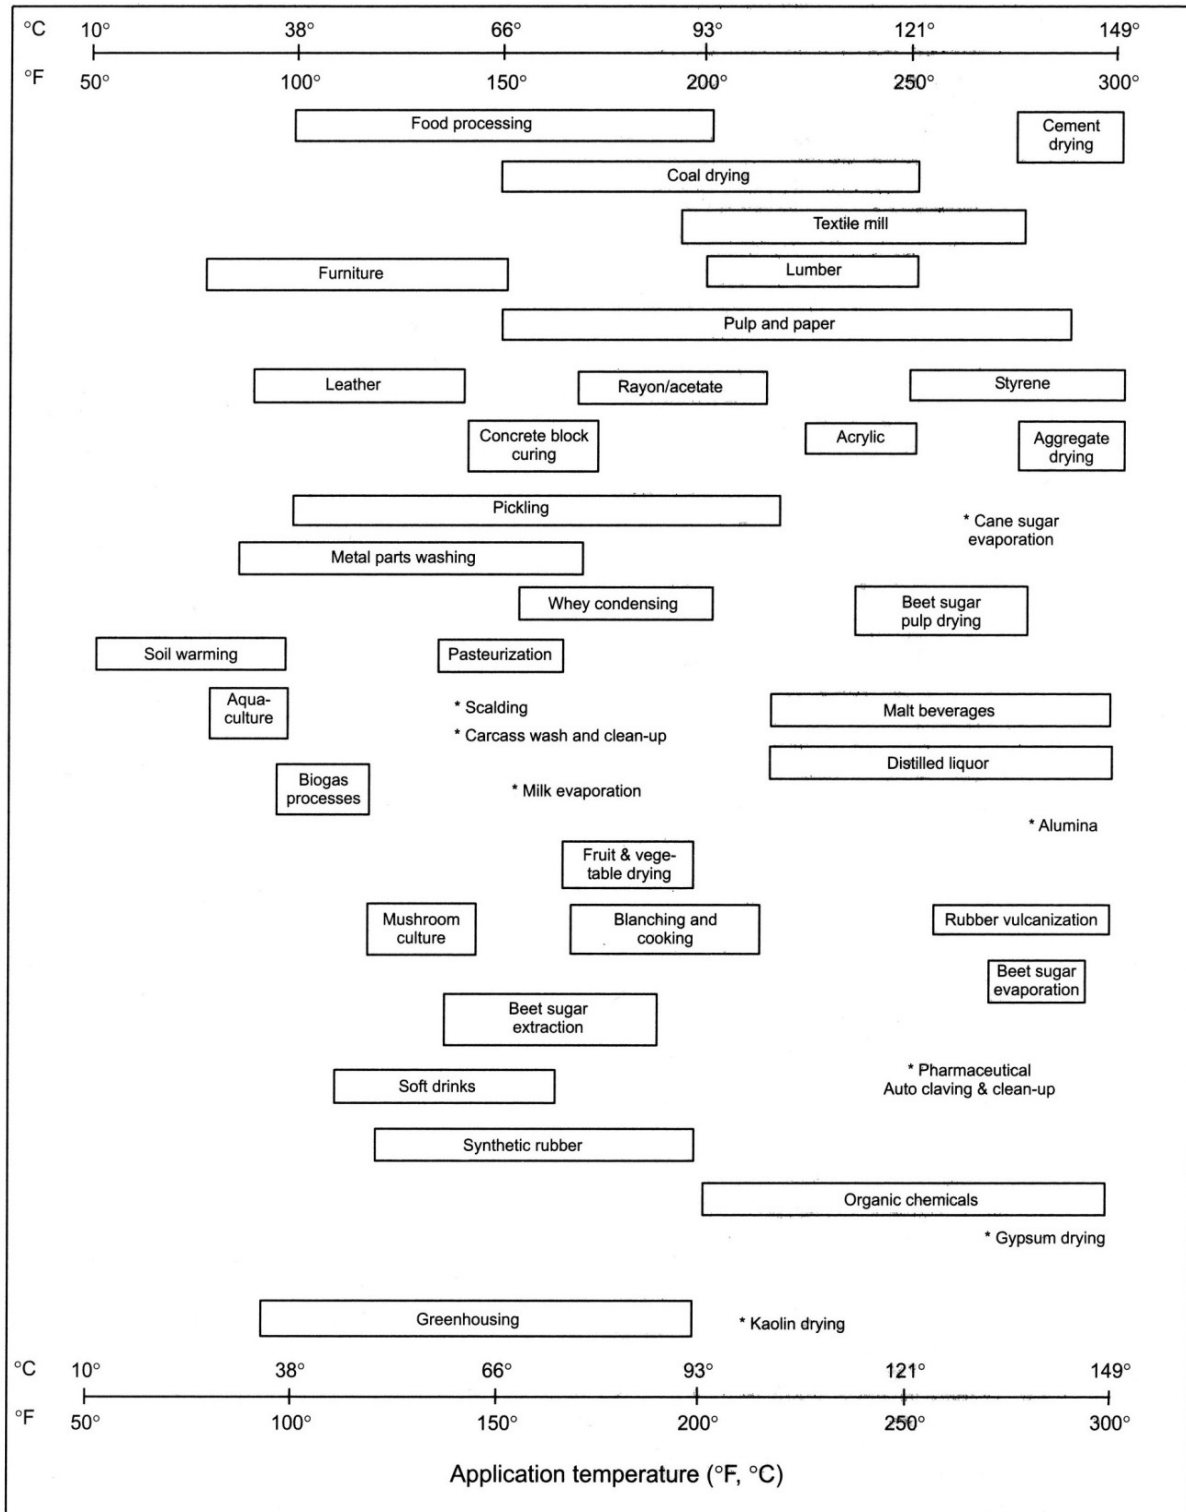 °C 10° 38° 66° 93° 121° 149°
°F 50° 100° 150° 200° 250° 300°
Food processing
Cement
drying
Coal drying
Textile mill
Furniture
Lumber
Pulp and paper
Leather
Rayon/acetate
Styrene
Concrete block
curing
Acrylic
Aggregate
drying
Pickling
* Cane sugar
evaporation
Metal parts washing
Whey condensing
Beet sugar
pulp drying
Soil warming
Pasteurization
Aqua-
culture
* Scalding
* Carcass wash and clean-up
Malt beverages
Distilled liquor
Biogas
processes
* Milk evaporation
* Alumina
Fruit & vege-
table drying
Mushroom
culture
Blanching and
cooking
Rubber vulcanization
Beet sugar
evaporation
Beet sugar
extraction
* Pharmaceutical
Auto claving & clean-up
Soft drinks
Synthetic rubber
Organic chemicals
* Gypsum drying
Greenhousing
* Kaolin drying
°C 10° 38° 66° 93° 121° 149°
°F 50° 100° 150° 200° 250° 300°
Application temperature (°F, °C)